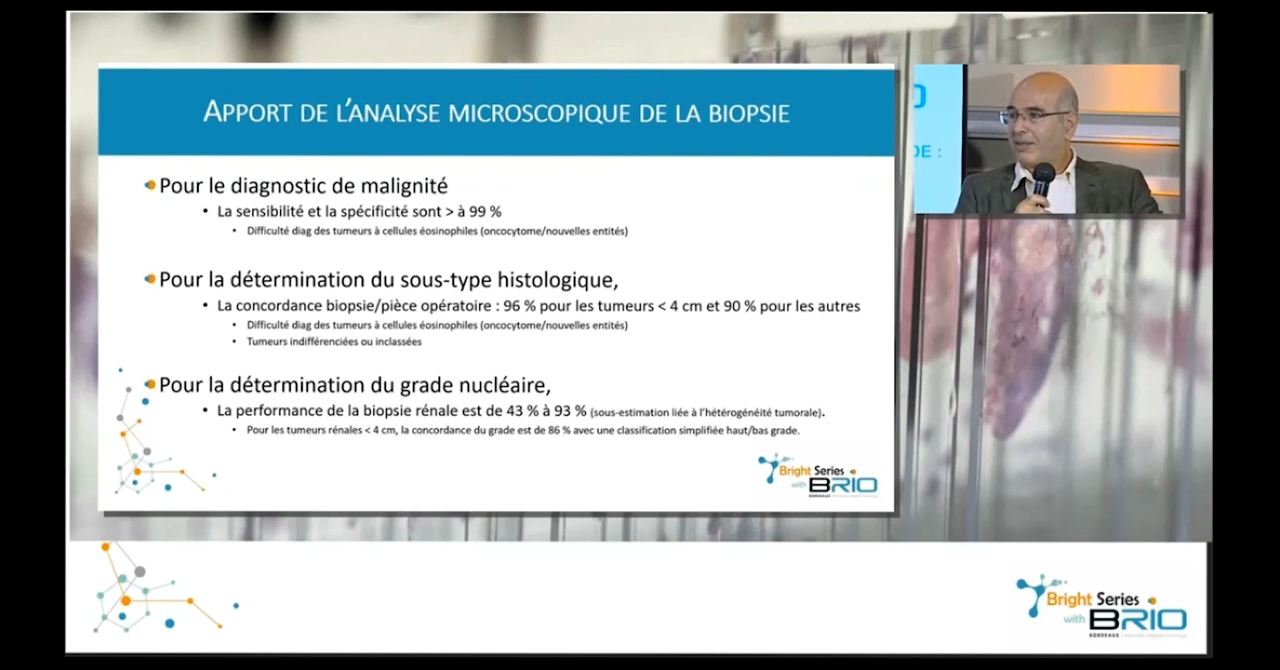 APPORT DE L'ANALYSE MICROSCOPIQUE DE LA BIOPSIE
Pour le diagnostic de malignité
• La sensibilité et la spécificité sont > à 99 %
• Difficulté diag des tumeurs à cellules éosinophiles (oncocytome/nouvelles entités)
Pour la détermination du sous-type histologique,
• La concordance biopsie/pièce opératoire : 96 % pour les tumeurs < 4 cm et 90 % pour les autres
• Difficulté diag des tumeurs à cellules éosinophiles (oncocytome/nouvelles entités)
• Tumeurs indifférenciées ou inclassées
Pour la détermination du grade nucléaire,
• La performance de la biopsie rénale est de 43 % à 93 % (sous-estimation liée à l'hétérogénéité tumorale).
• Pour les tumeurs rénales < 4 cm, la concordance du grade est de 86 % avec une classification simplifiée haut/bas grade.
Bright Series
with BRIO
BORDEAUX
DE :
Bright Series
with BRIO
BORDEAUX